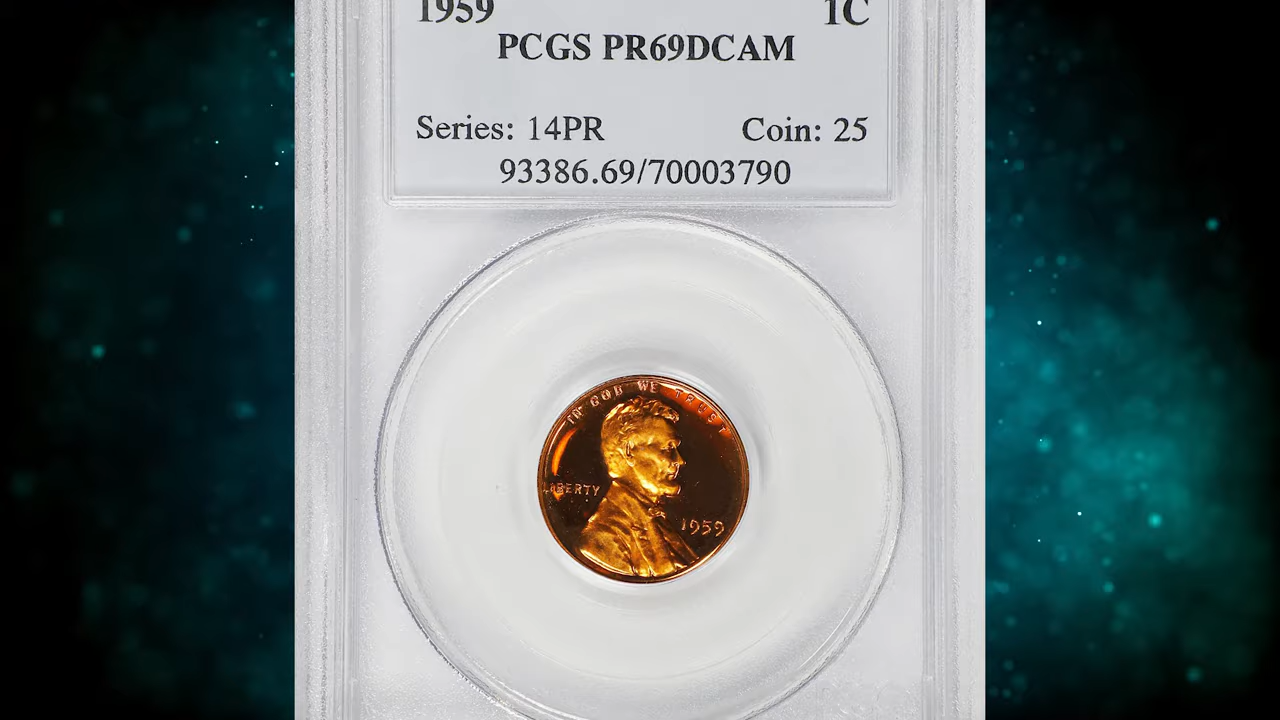 1959 1C
PCGS PR69DCAM
Series: 14PR Coin: 25
93386.69/70003790
IN GOD WE TRUST
LIBERTY
1959